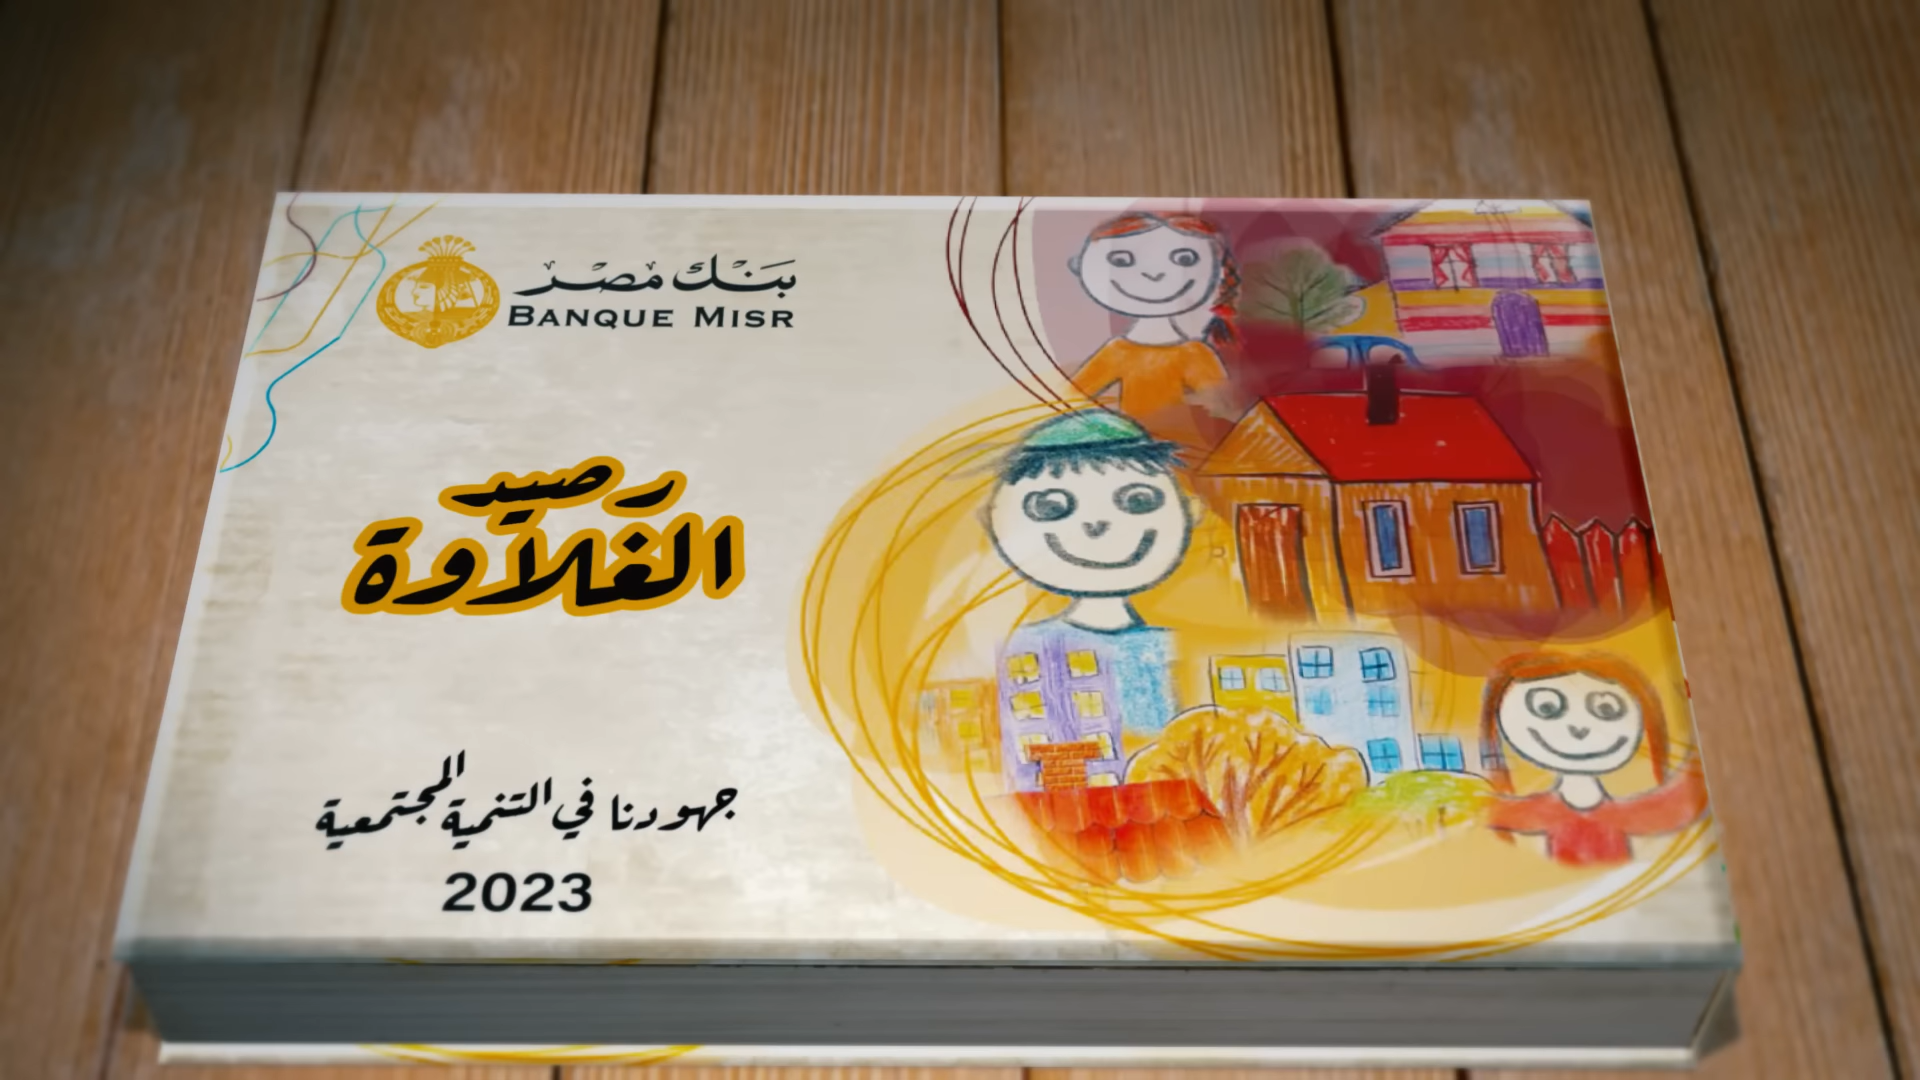 بنك مصر
BANQUE MISR
رصيد
الغلاوة
جهودنا في التنمية المجتمعية
2023